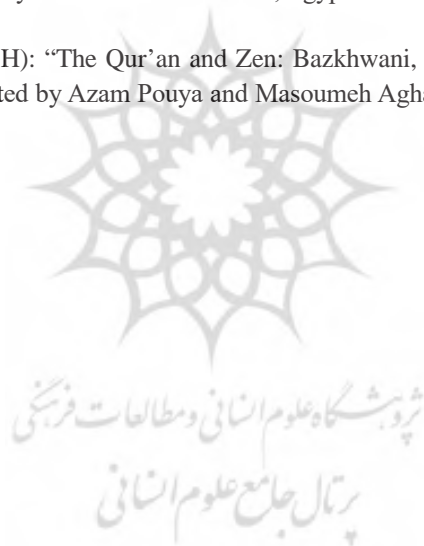 H): “The Qur’an and Zen: Bazkhwani,
ted by Azam Pouya and Masoumeh Agha
پژوهشگاه علوم انسانی و مطالعات فرهنگی
پرتال جامع علوم انسانی